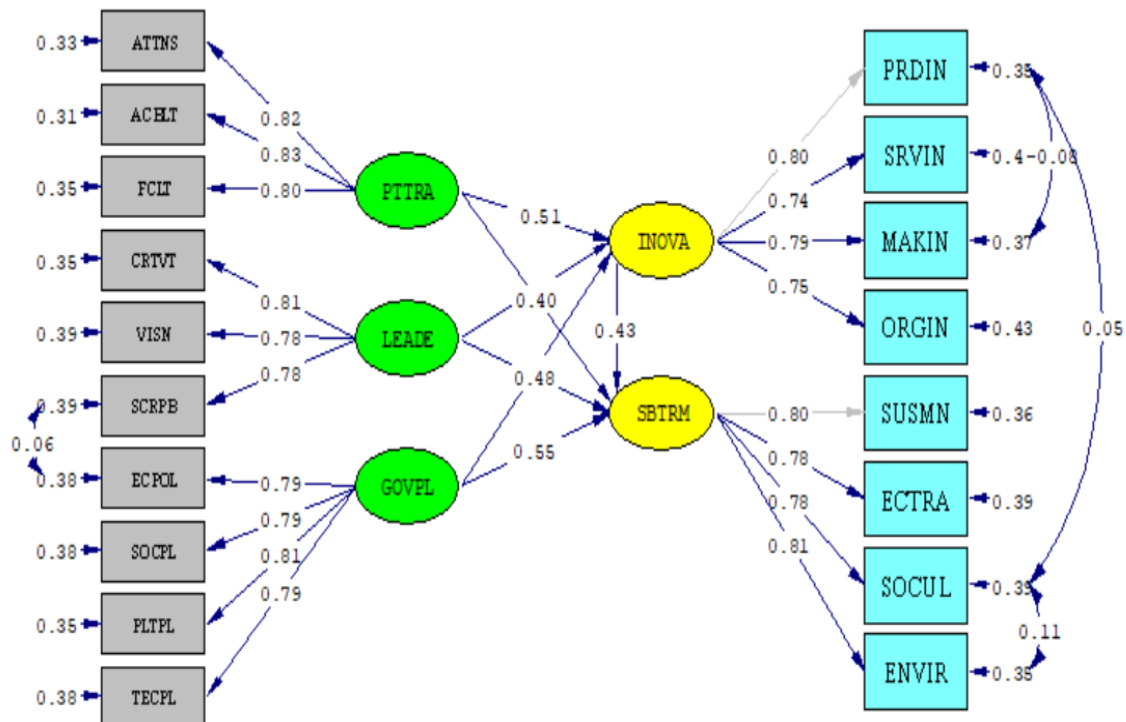 0.33
ATTNS
0.31
ACELT
0.35
FCLT
0.35
CRTVT
0.39
VISN
0.39
SCRPB
0.06
0.38
ECPOL
0.38
SOCPL
0.35
PLTPL
0.38
TECPL
0.82
0.83
0.80
0.81
0.78
0.78
0.79
0.79
0.81
0.79
PTTRA
LEADE
GOVPL
0.51
0.40
0.48
0.55
0.43
INOVA
SBTRM
0.80
0.74
0.79
0.75
0.80
0.78
0.78
0.81
PRDIN
0.35
SRVIN
0.4-0.08
MAKIN
0.37
ORGIN
0.43
0.05
SUSMN
0.36
ECTRA
0.39
SOCUL
0.39
0.11
ENVIR
0.35